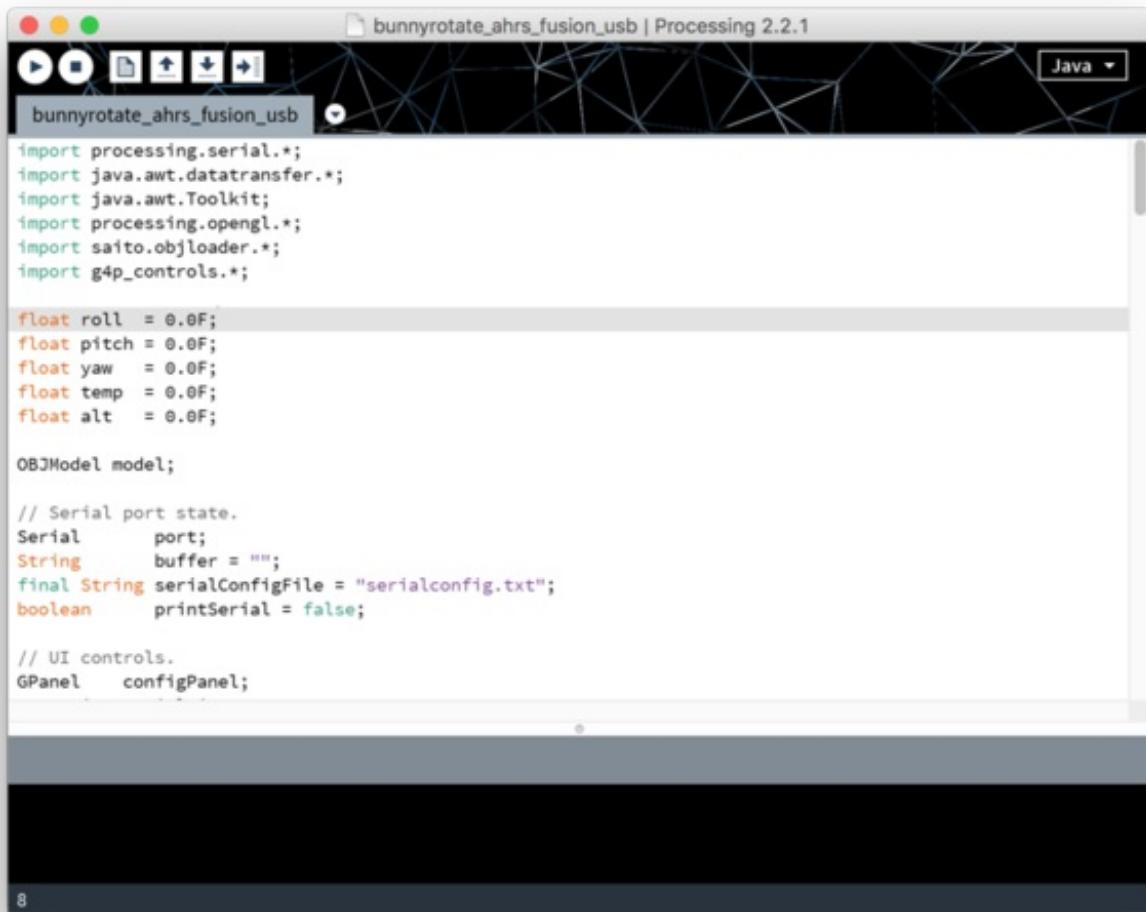 bunnyrotate_ahrs_fusion_usb | Processing 2.2.1
Java
bunnyrotate_ahrs_fusion_usb
import processing.serial.*;
import java.awt.datatransfer.*;
import java.awt.Toolkit;
import processing.opengl.*;
import saito.objloader.*;
import g4p_controls.*;
float roll  = 0.0F;
float pitch = 0.0F;
float yaw   = 0.0F;
float temp  = 0.0F;
float alt   = 0.0F;
OBJModel model;
// Serial port state.
Serial       port;
String       buffer = "";
final String serialConfigFile = "serialconfig.txt";
boolean      printSerial = false;
// UI controls.
GPanel    configPanel;
8